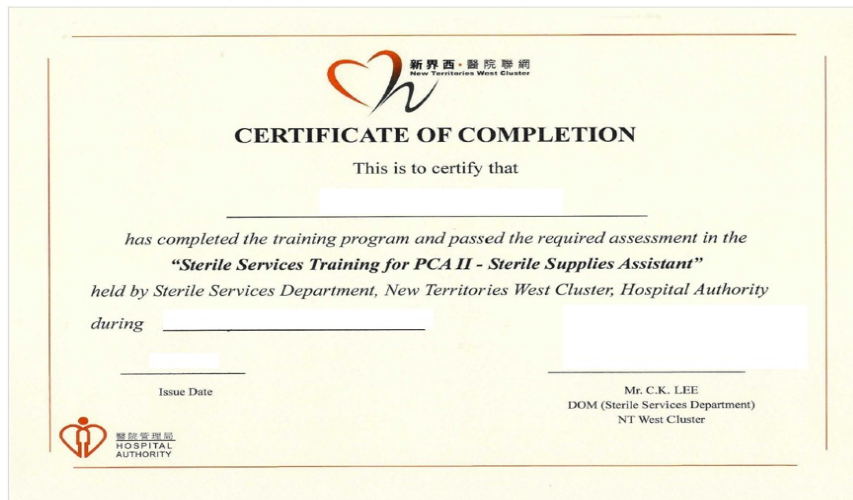 新界西·醫院聯網
New Territories West Cluster
CERTIFICATE OF COMPLETION
This is to certify that
has completed the training program and passed the required assessment in the
“Sterile Services Training for PCA II - Sterile Supplies Assistant”
held by Sterile Services Department, New Territories West Cluster, Hospital Authority
during
Issue Date
Mr. C.K. LEE
DOM (Sterile Services Department)
NT West Cluster
醫院管理局
HOSPITAL
AUTHORITY